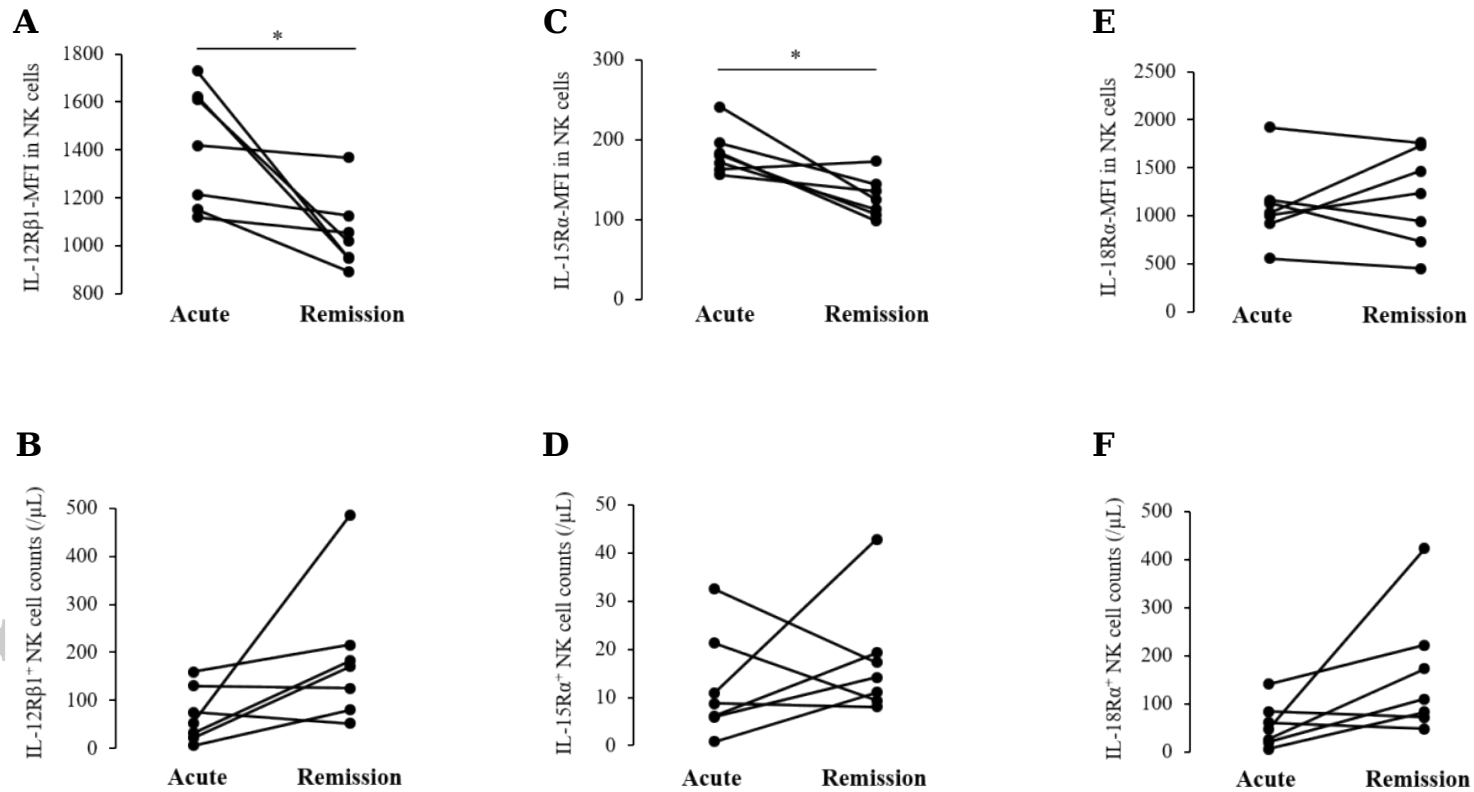 A
IL-12Rβ1-MFI in NK cells
1800
1600
1400
1200
1000
800
*
Acute Remission
C
IL-15Rα-MFI in NK cells
300
200
100
0
*
Acute Remission
E
IL-18Rα-MFI in NK cells
2500
2000
1500
1000
500
0
Acute Remission
B
IL-12Rβ1⁺ NK cell counts (/μL)
500
400
300
200
100
0
Acute Remission
D
IL-15Rα⁺ NK cell counts (/μL)
50
40
30
20
10
0
Acute Remission
F
IL-18Rα⁺ NK cell counts (/μL)
500
400
300
200
100
0
Acute Remission